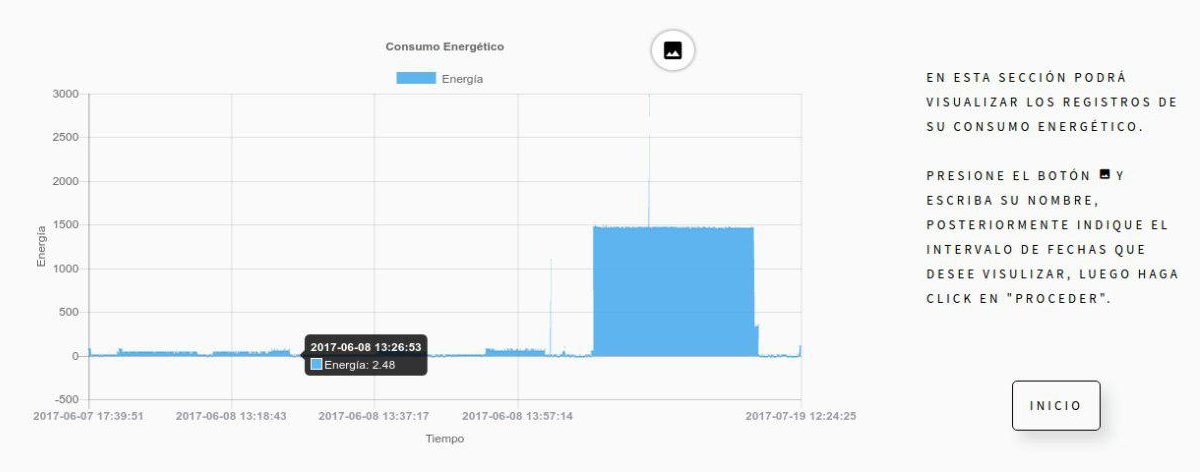 Consumo Energético
Energía
3000
2500
2000
1500
1000
500
0
-500
Energía
2017-06-08 13:26:53
Energía: 2.48
2017-06-07 17:39:51
2017-06-08 13:18:43
2017-06-08 13:37:17
2017-06-08 13:57:14
2017-07-19 12:24:25
Tiempo
EN ESTA SECCIÓN PODRÁ
VISUALIZAR LOS REGISTROS DE
SU CONSUMO ENERGÉTICO.
PRESIONE EL BOTÓN Y
ESCRIBA SU NOMBRE,
POSTERIORMENTE INDIQUE EL
INTERVALO DE FECHAS QUE
DESEE VISULIZAR, LUEGO HAGA
CLICK EN "PROCEDER".
INICIO